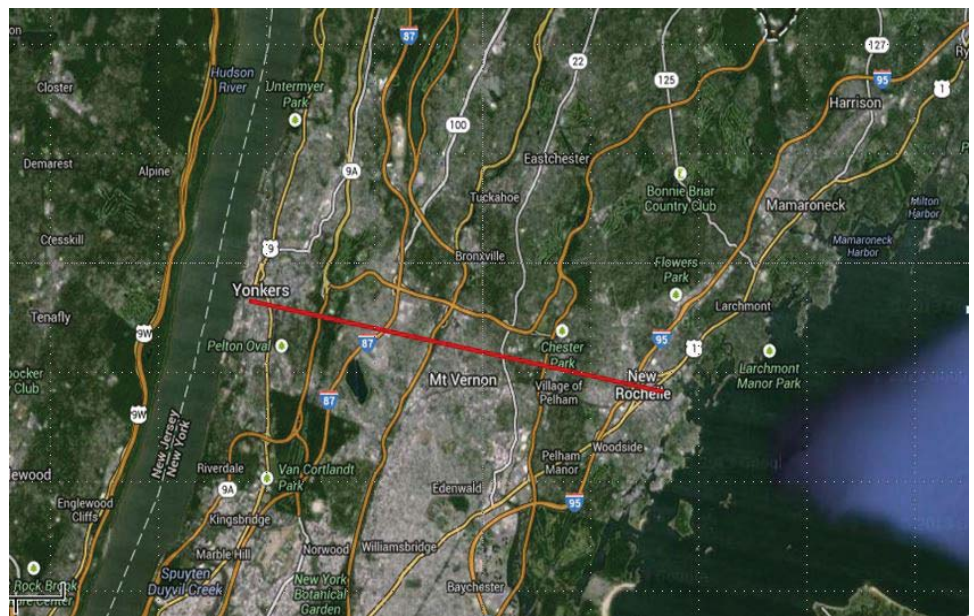 87
127
22
Closter
Hudson
River
Untermyer
Park
125
95
1
Harrison
100
Demarest
Alpine
9A
Eastchester
Bonnie Briar
Country Club
Tuckahoe
Mamaroneck
Milton
Harbor
Cresskill
9
Bronxville
Mamaroneck
Harbor
Flowers
Park
Yonkers
Larchmont
Tenafly
9W
Pelton Oval
87
Chester
Park
95
1
Larchmont
Manor Park
Club
Mt Vernon
Village of
Pelham
New
Rochelle
87
9W
New Jersey
New York
Woodside
Pelham
Manor
Riverdale
Van Cortlandt
Park
9A
Edenwald
95
Englewood
Cliffs
Kingsbridge
Marble Hill
Norwood
Williamsbridge
Spuyten
Duyvil Creek
New York
Botanical
Garden
Baychester
Rock Brook
Center